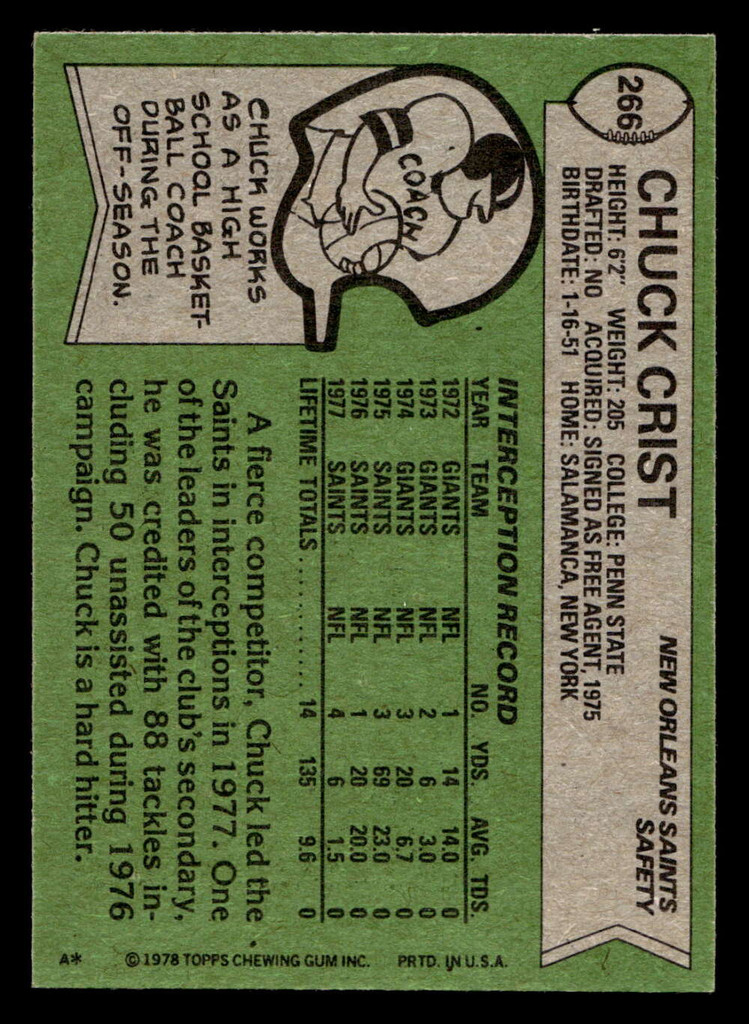 266
CHUCK CRIST
NEW ORLEANS SAINTS
SAFETY
HEIGHT: 6'2" WEIGHT: 205 COLLEGE: PENN STATE
DRAFTED: NO ACQUIRED: SIGNED AS FREE AGENT, 1975
BIRTHDATE: 1-16-51 HOME: SALAMANCA, NEW YORK
COACH
CHUCK WORKS
AS A HIGH
SCHOOL BASKET-
BALL COACH
DURING THE
OFF-SEASON.
INTERCEPTION RECORD
YEAR TEAM NO. YDS. AVG. TDS.
1972 GIANTS NFL 1 14 14.0 0
1973 GIANTS NFL 2 6 3.0 0
1974 GIANTS NFL 3 20 6.7 0
1975 SAINTS NFL 3 69 23.0 0
1976 SAINTS NFL 1 20 20.0 0
1977 SAINTS NFL 4 6 1.5 0
LIFETIME TOTALS ............ 14 135 9.6 0
A fierce competitor, Chuck led the
Saints in interceptions in 1977. One
of the leaders of the club's secondary,
he was credited with 88 tackles in-
cluding 50 unassisted during 1976
campaign. Chuck is a hard hitter.
A* ©1978 TOPPS CHEWING GUM INC. PRTD. IN U.S.A.